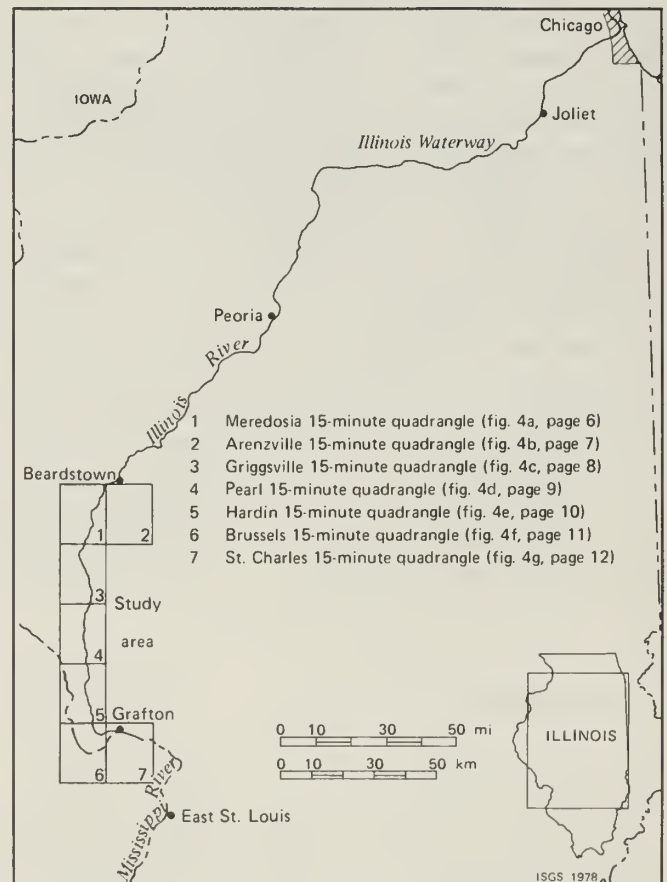 Chicago
IOWA
Joliet
Illinois Waterway
Peoria
Illinois River
1 Meredosia 15-minute quadrangle (fig. 4a, page 6)
2 Arenzville 15-minute quadrangle (fig. 4b, page 7)
3 Griggsville 15-minute quadrangle (fig. 4c, page 8)
4 Pearl 15-minute quadrangle (fig. 4d, page 9)
5 Hardin 15-minute quadrangle (fig. 4e, page 10)
6 Brussels 15-minute quadrangle (fig. 4f, page 11)
7 St. Charles 15-minute quadrangle (fig. 4g, page 12)
Beardstown
1 2
3 Study
area
4
5 Grafton
6 7
0 10 20 30 40 50 mi
0 10 20 30 40 50 km
ILLINOIS
Mississippi River
East St. Louis
ISGS 1978